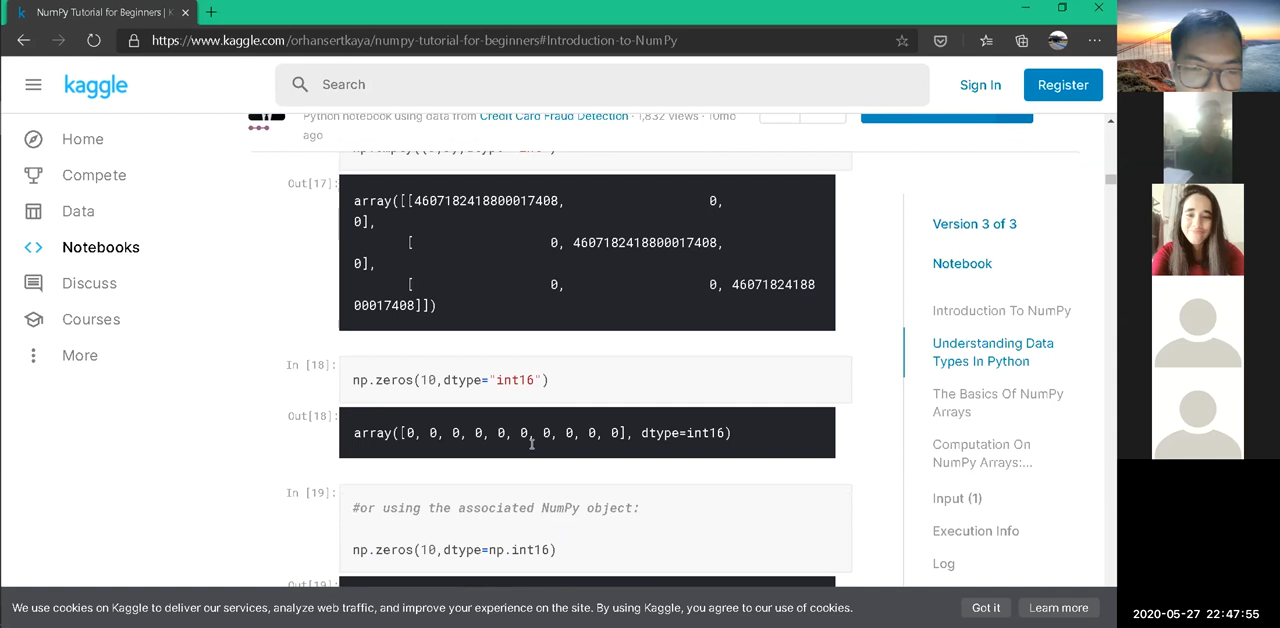 NumPy Tutorial for Beginners |
https://www.kaggle.com/orhansertkaya/numpy-tutorial-for-beginners#Introduction-to-NumPy
kaggle
Search
Sign In
Register
Python notebook using data from Credit Card Fraud Detection · 1,832 views · 10mo
ago
Home
Compete
Data
Notebooks
Discuss
Courses
More
Out[17]:
array([[4607182418800017408, 0,
0],
[ 0, 4607182418800017408,
0],
[ 0, 0, 46071824188
00017408]])
In [18]:
np.zeros(10,dtype="int16")
Out[18]:
array([0, 0, 0, 0, 0, 0, 0, 0, 0, 0], dtype=int16)
In [19]:
#or using the associated NumPy object:
np.zeros(10,dtype=np.int16)
Version 3 of 3
Notebook
Introduction To NumPy
Understanding Data
Types In Python
The Basics Of NumPy
Arrays
Computation On
NumPy Arrays:...
Input (1)
Execution Info
Log
We use cookies on Kaggle to deliver our services, analyze web traffic, and improve your experience on the site. By using Kaggle, you agree to our use of cookies.
Got it
Learn more
2020-05-27 22:47:55